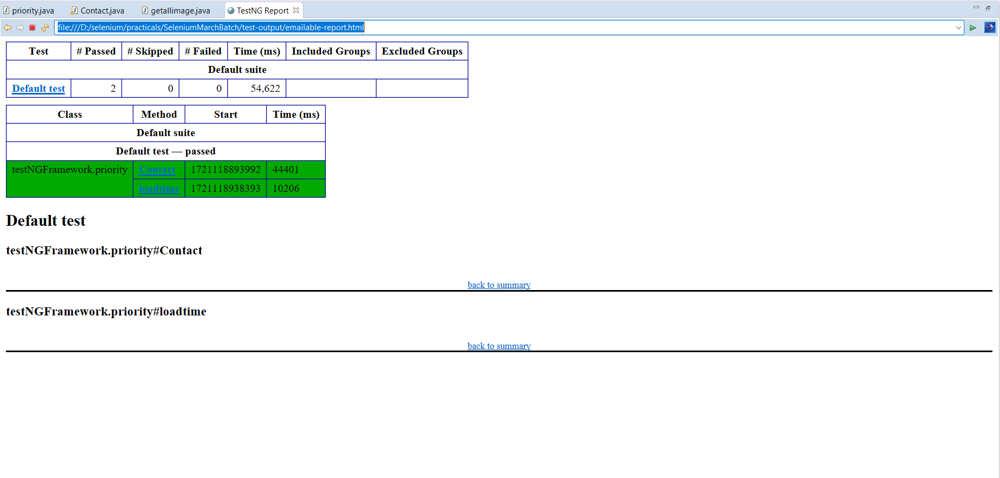 priority.java Contact.java getallimage.java TestNG Report
file:///D:/selenium/practicals/SeleniumMarchBatch/test-output/emailable-report.html
Test # Passed # Skipped # Failed Time (ms) Included Groups Excluded Groups
Default suite
Default test 2 0 0 54,622
Class Method Start Time (ms)
Default suite
Default test — passed
testNGFramework.priority Contact 1721118893992 44401
loadtime 1721118938393 10206
Default test
testNGFramework.priority#Contact
back to summary
testNGFramework.priority#loadtime
back to summary